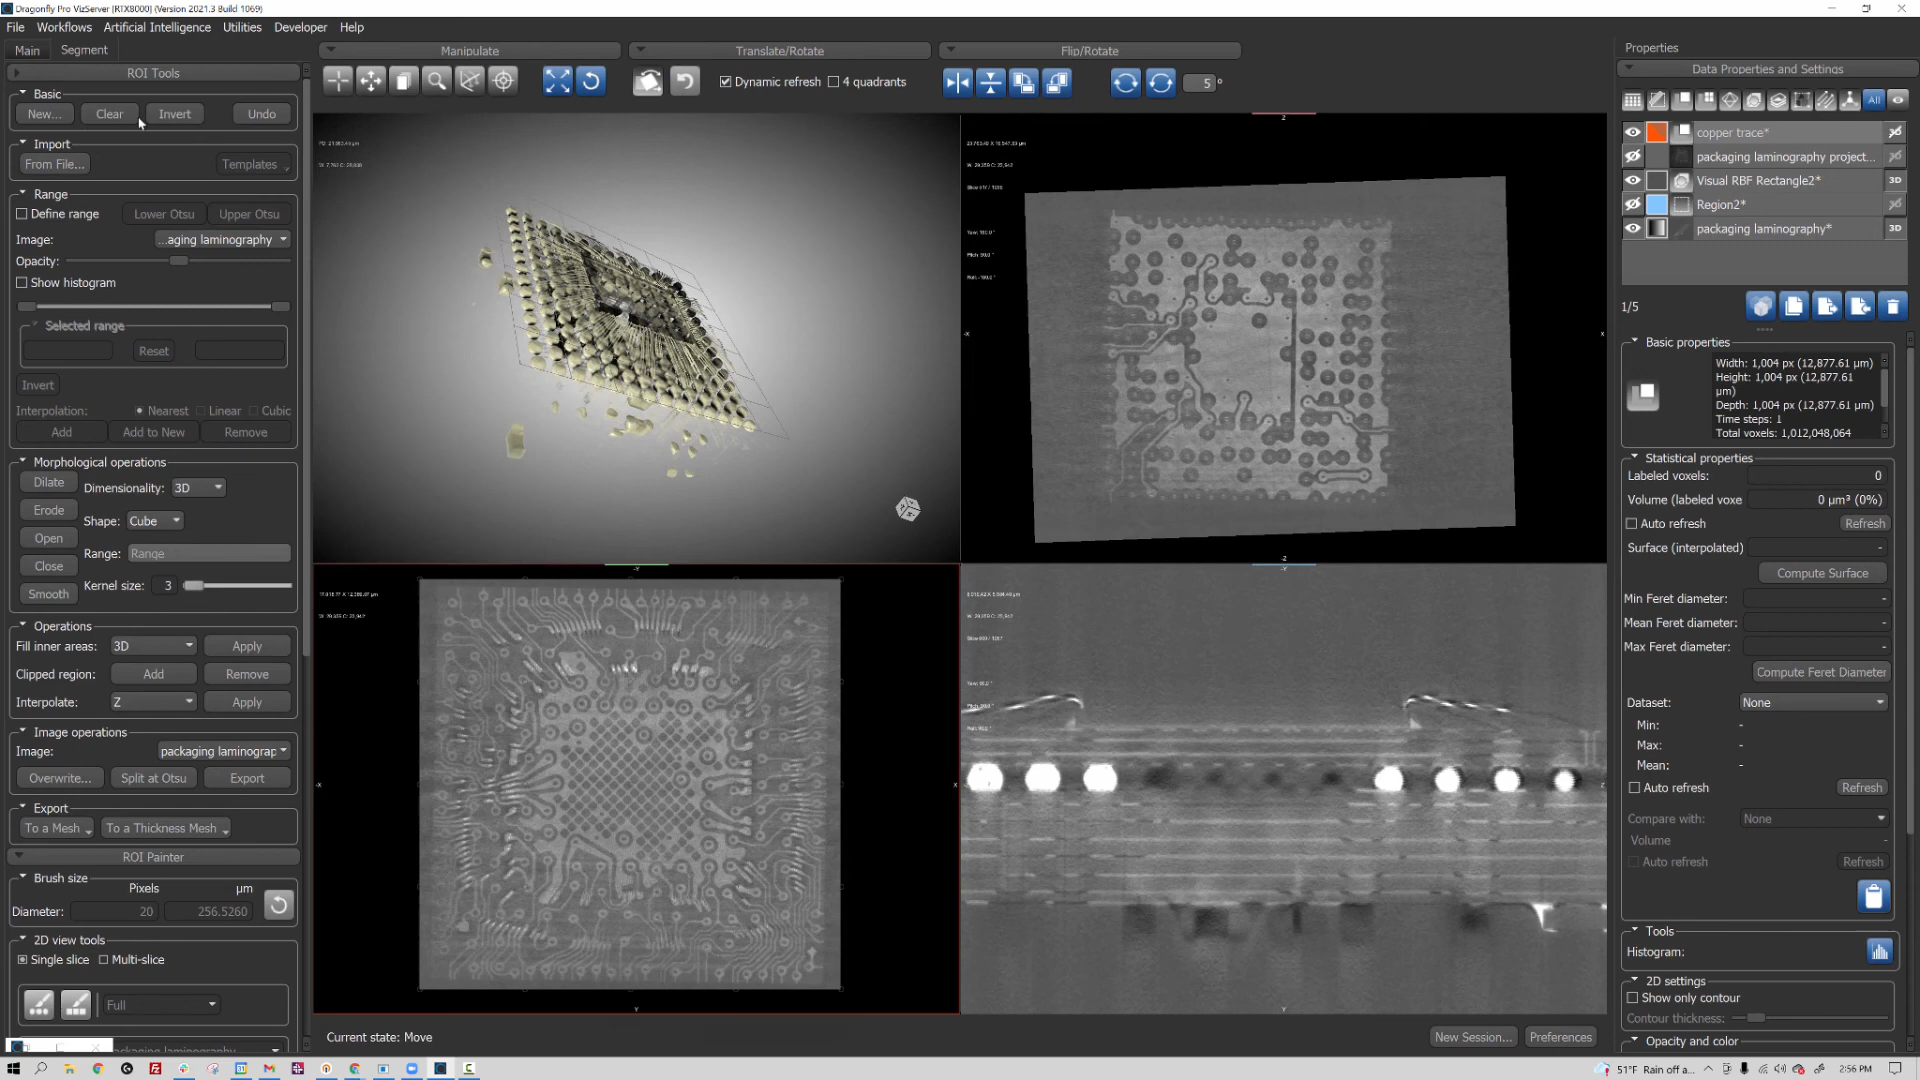 Dragonfly Pro VizServer [RTX8000] (Version 2021.3 Build 1069)
File Workflows Artificial Intelligence Utilities Developer Help
Main Segment
ROI Tools
Basic
New... Clear Invert Undo
Import
From File... Templates
Range
Define range Lower Otsu Upper Otsu
Image: ...aging laminography
Opacity:
Show histogram
Selected range
Reset
Invert
Interpolation: Nearest Linear Cubic
Add Add to New Remove
Morphological operations
Dilate Dimensionality: 3D
Erode
Shape: Cube
Open
Range: Range
Close
Kernel size: 3
Smooth
Operations
Fill inner areas: 3D Apply
Clipped region: Add Remove
Interpolate: Z Apply
Image operations
Image: packaging laminograp
Overwrite... Split at Otsu Export
Export
To a Mesh To a Thickness Mesh
ROI Painter
Brush size
Pixels µm
Diameter: 20 256.5260
2D view tools
Single slice Multi-slice
Full
Manipulate Translate/Rotate Flip/Rotate
Dynamic refresh 4 quadrants 5 °
Current state: Move
New Session... Preferences
Properties
Data Properties and Settings
All
copper trace*
packaging laminography project...
Visual RBF Rectangle2* 3D
Region2*
packaging laminography* 3D
1/5
Basic properties
Width: 1,004 px (12,877.61 µm)
Height: 1,004 px (12,877.61
µm)
Depth: 1,004 px (12,877.61 µm)
Time steps: 1
Total voxels: 1,012,048,064
Statistical properties
Labeled voxels: 0
Volume (labeled voxe 0 µm³ (0%)
Auto refresh Refresh
Surface (interpolated) -
Compute Surface
Min Feret diameter: -
Mean Feret diameter: -
Max Feret diameter: -
Compute Feret Diameter
Dataset: None
Min: -
Max: -
Mean: -
Auto refresh Refresh
Compare with: None
Volume -
Auto refresh Refresh
Tools
Histogram:
2D settings
Show only contour
Contour thickness:
Opacity and color
51°F Rain off a... 2:56 PM